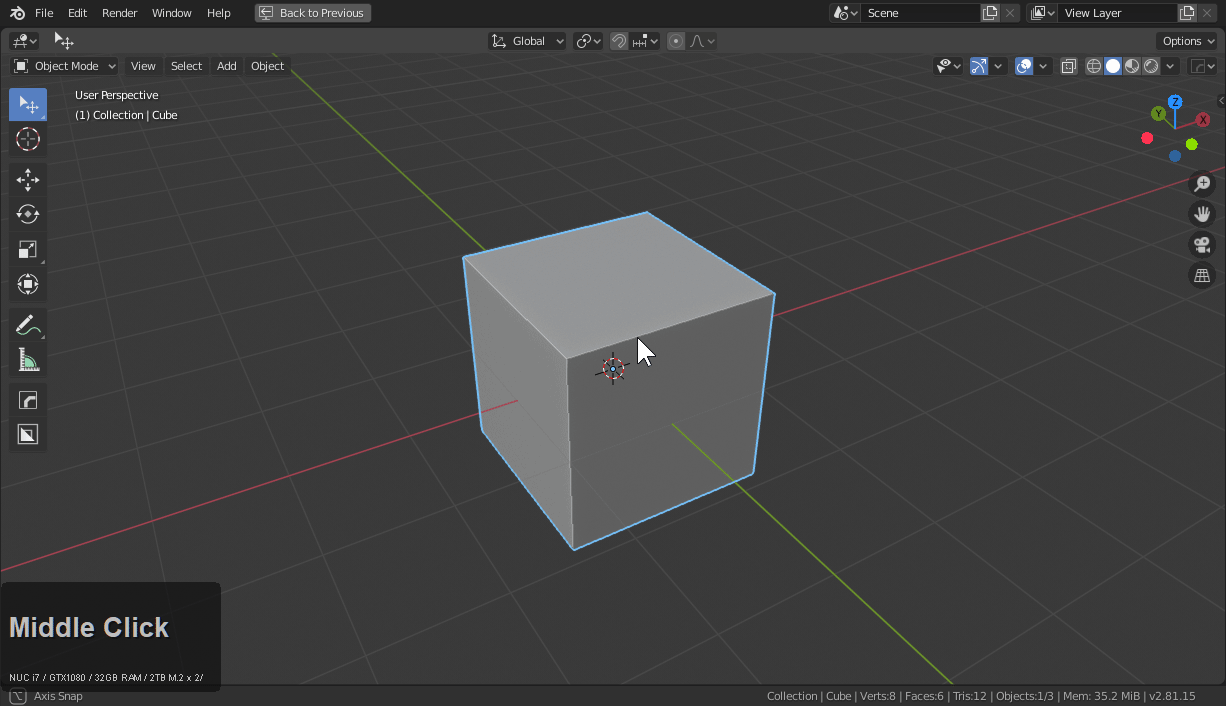 File Edit Render Window Help Back to Previous Scene View Layer
Global Options
Object Mode View Select Add Object
User Perspective
(1) Collection | Cube
Z
Y
X
Middle Click
NUC i7 / GTX1080 / 32GB RAM / 2TB M.2 x 2/
Axis Snap Collection | Cube | Verts:8 | Faces:6 | Tris:12 | Objects:1/3 | Mem: 35.2 MiB | v2.81.15